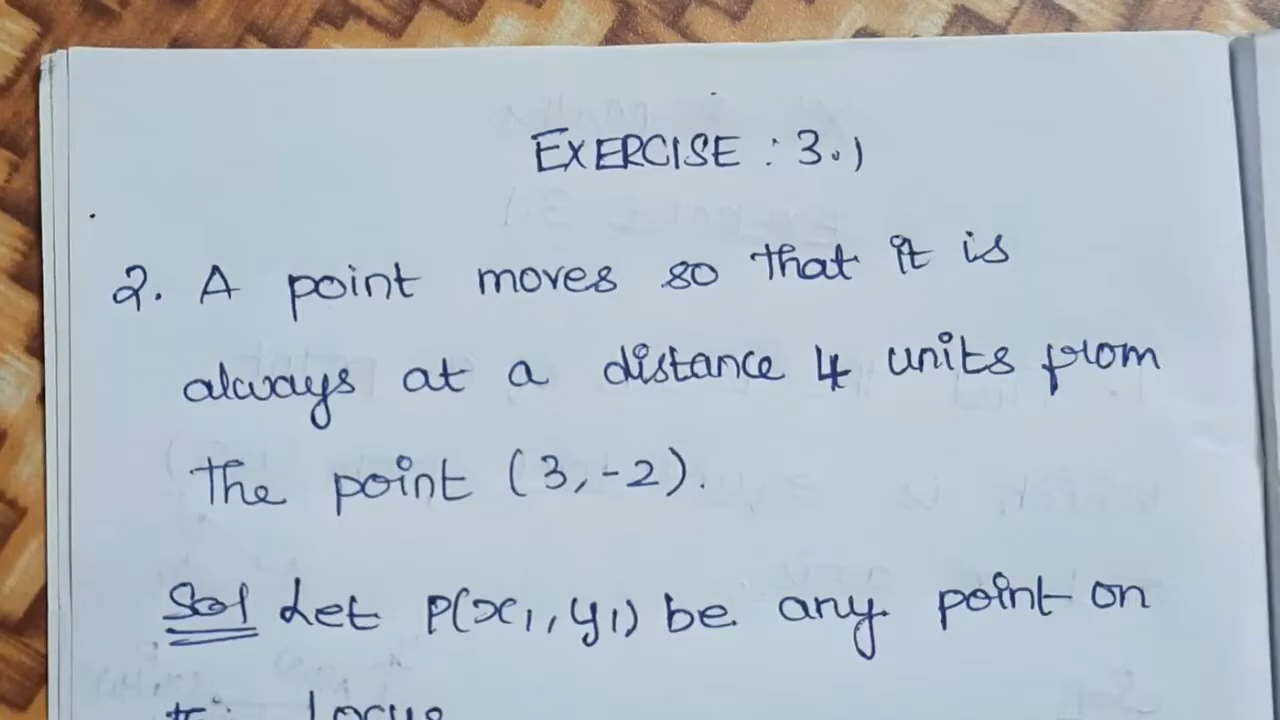 EXERCISE : 3.1
2. A point moves so that it is
always at a distance 4 units from
the point (3,-2).
Sol Let P(x₁,y₁) be any point on
locus